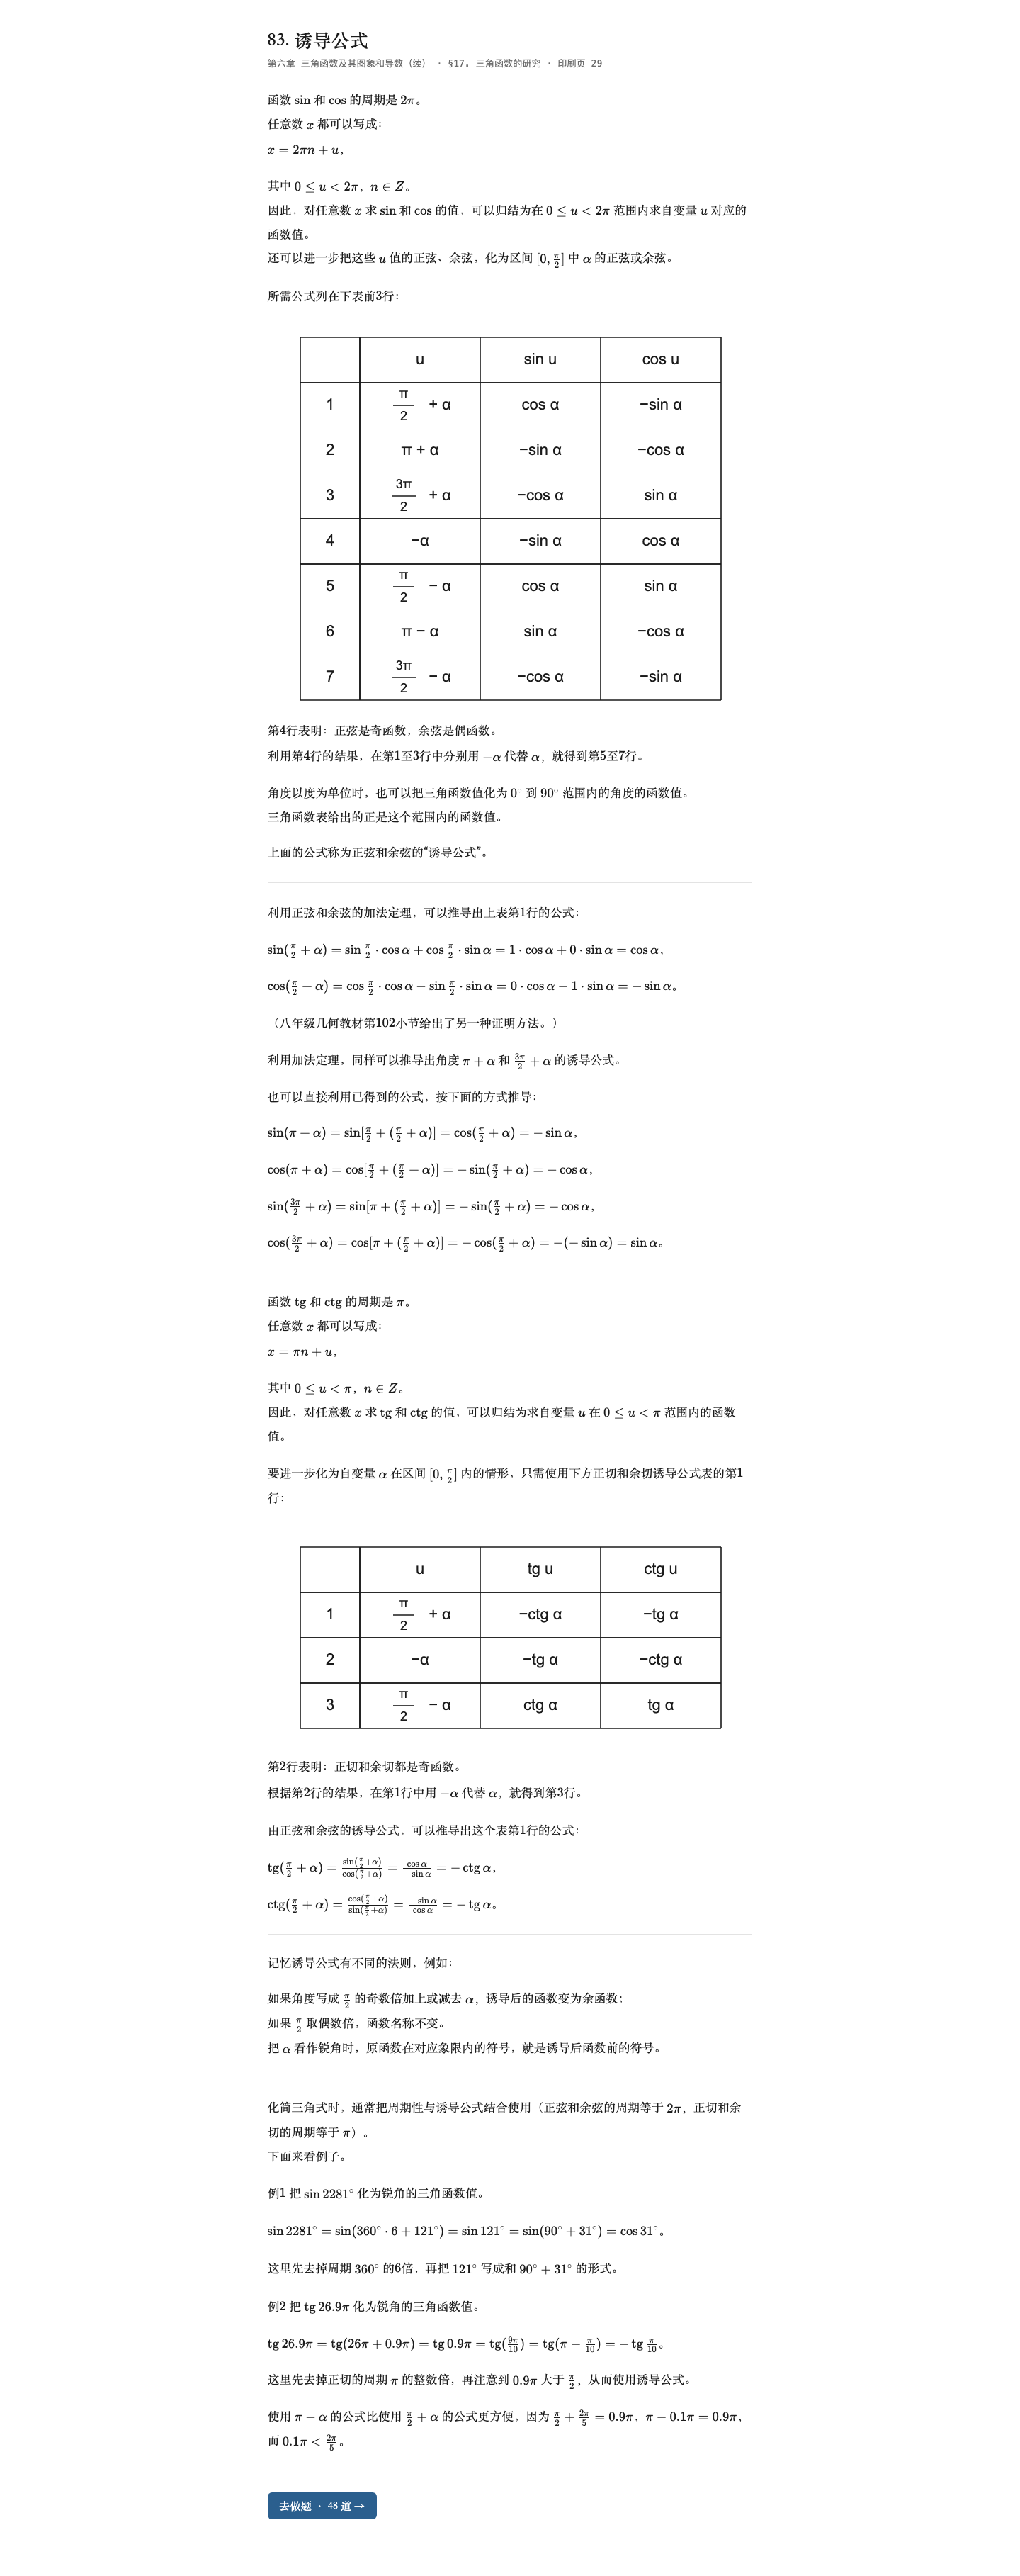 83. 诱导公式
第六章 三角函数及其图象和导数（续） · §17. 三角函数的研究 · 印刷页 29
函数 sin 和 cos 的周期是 2π。
任意数 x 都可以写成：
x = 2πn + u，
其中 0 ≤ u < 2π，n ∈ Z。
因此，对任意数 x 求 sin 和 cos 的值，可以归结为在 0 ≤ u < 2π 范围内求自变量 u 对应的
函数值。
还可以进一步把这些 u 值的正弦、余弦，化为区间 [0, π/2] 中 α 的正弦或余弦。
所需公式列在下表前3行：
u sin u cos u
1 π/2 + α cos α −sin α
2 π + α −sin α −cos α
3 3π/2 + α −cos α sin α
4 −α −sin α cos α
5 π/2 − α cos α sin α
6 π − α sin α −cos α
7 3π/2 − α −cos α −sin α
第4行表明：正弦是奇函数，余弦是偶函数。
利用第4行的结果，在第1至3行中分别用 −α 代替 α，就得到第5至7行。
角度以度为单位时，也可以把三角函数值化为 0° 到 90° 范围内的角度的函数值。
三角函数表给出的正是这个范围内的函数值。
上面的公式称为正弦和余弦的“诱导公式”。
利用正弦和余弦的加法定理，可以推导出上表第1行的公式：
sin(π/2 + α) = sin π/2 · cos α + cos π/2 · sin α = 1 · cos α + 0 · sin α = cos α，
cos(π/2 + α) = cos π/2 · cos α − sin π/2 · sin α = 0 · cos α − 1 · sin α = − sin α。
（八年级几何教材第102小节给出了另一种证明方法。）
利用加法定理，同样可以推导出角度 π + α 和 3π/2 + α 的诱导公式。
也可以直接利用已得到的公式，按下面的方式推导：
sin(π + α) = sin[π/2 + (π/2 + α)] = cos(π/2 + α) = − sin α，
cos(π + α) = cos[π/2 + (π/2 + α)] = − sin(π/2 + α) = − cos α，
sin(3π/2 + α) = sin[π + (π/2 + α)] = − sin(π/2 + α) = − cos α，
cos(3π/2 + α) = cos[π + (π/2 + α)] = − cos(π/2 + α) = −(− sin α) = sin α。
函数 tg 和 ctg 的周期是 π。
任意数 x 都可以写成：
x = πn + u，
其中 0 ≤ u < π，n ∈ Z。
因此，对任意数 x 求 tg 和 ctg 的值，可以归结为求自变量 u 在 0 ≤ u < π 范围内的函数
值。
要进一步化为自变量 α 在区间 [0, π/2] 内的情形，只需使用下方正切和余切诱导公式表的第1
行：
u tg u ctg u
1 π/2 + α −ctg α −tg α
2 −α −tg α −ctg α
3 π/2 − α ctg α tg α
第2行表明：正切和余切都是奇函数。
根据第2行的结果，在第1行中用 −α 代替 α，就得到第3行。
由正弦和余弦的诱导公式，可以推导出这个表第1行的公式：
tg(π/2 + α) = sin(π/2+α)/cos(π/2+α) = cos α/− sin α = − ctg α，
ctg(π/2 + α) = cos(π/2+α)/sin(π/2+α) = − sin α/cos α = − tg α。
记忆诱导公式有不同的法则，例如：
如果角度写成 π/2 的奇数倍加上或减去 α，诱导后的函数变为余函数；
如果 π/2 取偶数倍，函数名称不变。
把 α 看作锐角时，原函数在对应象限内的符号，就是诱导后函数前的符号。
化简三角式时，通常把周期性与诱导公式结合使用（正弦和余弦的周期等于 2π，正切和余
切的周期等于 π）。
下面来看例子。
例1 把 sin 2281° 化为锐角的三角函数值。
sin 2281° = sin(360° · 6 + 121°) = sin 121° = sin(90° + 31°) = cos 31°。
这里先去掉周期 360° 的6倍，再把 121° 写成和 90° + 31° 的形式。
例2 把 tg 26.9π 化为锐角的三角函数值。
tg 26.9π = tg(26π + 0.9π) = tg 0.9π = tg(9π/10) = tg(π − π/10) = − tg π/10。
这里先去掉正切的周期 π 的整数倍，再注意到 0.9π 大于 π/2，从而使用诱导公式。
使用 π − α 的公式比使用 π/2 + α 的公式更方便，因为 π/2 + 2π/5 = 0.9π，π − 0.1π = 0.9π，
而 0.1π < 2π/5。
去做题 · 48 道 →